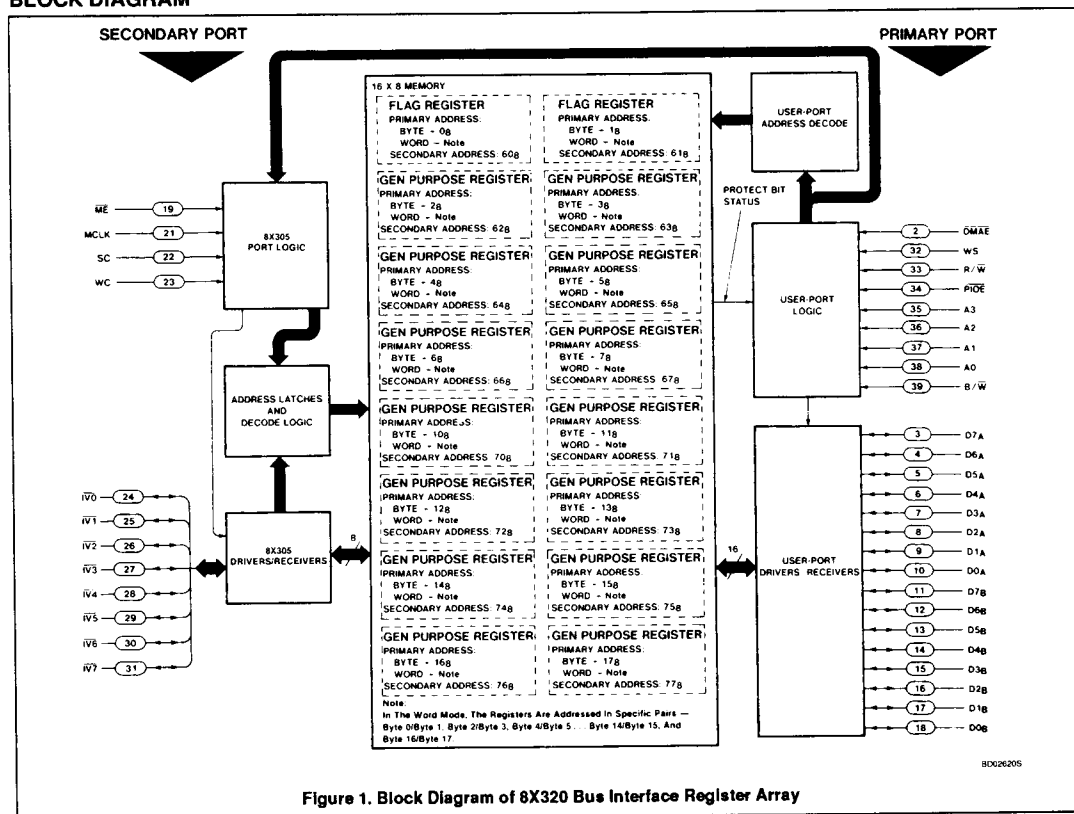 BLOCK DIAGRAM
SECONDARY PORT
PRIMARY PORT
16 X 8 MEMORY
FLAG REGISTER
PRIMARY ADDRESS:
BYTE - 0₈
WORD - Note
SECONDARY ADDRESS: 60₈
FLAG REGISTER
PRIMARY ADDRESS:
BYTE - 1₈
WORD - Note
SECONDARY ADDRESS: 61₈
GEN PURPOSE REGISTER
PRIMARY ADDRESS:
BYTE - 2₈
WORD - Note
SECONDARY ADDRESS: 62₈
GEN PURPOSE REGISTER
PRIMARY ADDRESS:
BYTE - 3₈
WORD - Note
SECONDARY ADDRESS: 63₈
GEN PURPOSE REGISTER
PRIMARY ADDRESS:
BYTE - 4₈
WORD - Note
SECONDARY ADDRESS: 64₈
GEN PURPOSE REGISTER
PRIMARY ADDRESS:
BYTE - 5₈
WORD - Note
SECONDARY ADDRESS: 65₈
GEN PURPOSE REGISTER
PRIMARY ADDRESS:
BYTE - 6₈
WORD - Note
SECONDARY ADDRESS: 66₈
GEN PURPOSE REGISTER
PRIMARY ADDRESS:
BYTE - 7₈
WORD - Note
SECONDARY ADDRESS: 67₈
GEN PURPOSE REGISTER
PRIMARY ADDRESS:
BYTE - 10₈
WORD - Note
SECONDARY ADDRESS: 70₈
GEN PURPOSE REGISTER
PRIMARY ADDRESS:
BYTE - 11₈
WORD - Note
SECONDARY ADDRESS: 71₈
GEN PURPOSE REGISTER
PRIMARY ADDRESS:
BYTE - 12₈
WORD - Note
SECONDARY ADDRESS: 72₈
GEN PURPOSE REGISTER
PRIMARY ADDRESS:
BYTE - 13₈
WORD - Note
SECONDARY ADDRESS: 73₈
GEN PURPOSE REGISTER
PRIMARY ADDRESS:
BYTE - 14₈
WORD - Note
SECONDARY ADDRESS: 74₈
GEN PURPOSE REGISTER
PRIMARY ADDRESS:
BYTE - 15₈
WORD - Note
SECONDARY ADDRESS: 75₈
GEN PURPOSE REGISTER
PRIMARY ADDRESS:
BYTE - 16₈
WORD - Note
SECONDARY ADDRESS: 76₈
GEN PURPOSE REGISTER
PRIMARY ADDRESS:
BYTE - 17₈
WORD - Note
SECONDARY ADDRESS: 77₈
Note:
In The Word Mode, The Registers Are Addressed In Specific Pairs —
Byte 0/Byte 1, Byte 2/Byte 3, Byte 4/Byte 5 . . . Byte 14/Byte 15, And
Byte 16/Byte 17.
M̅E̅ 19
MCLK 21
SC 22
WC 23
8X305
PORT LOGIC
ADDRESS LATCHES
AND
DECODE LOGIC
I̅V̅0̅ 24
I̅V̅1̅ 25
I̅V̅2̅ 26
I̅V̅3̅ 27
I̅V̅4̅ 28
I̅V̅5̅ 29
I̅V̅6̅ 30
I̅V̅7̅ 31
8X305
DRIVERS/RECEIVERS
8
USER-PORT
ADDRESS DECODE
PROTECT BIT
STATUS
USER-PORT
LOGIC
2 D̅M̅A̅E̅
32 WS
33 R/W̅
34 P̅I̅O̅E̅
35 A3
36 A2
37 A1
38 A0
39 B/W̅
16
USER-PORT
DRIVERS RECEIVERS
3 D7A
4 D6A
5 D5A
6 D4A
7 D3A
8 D2A
9 D1A
10 D0A
11 D7B
12 D6B
13 D5B
14 D4B
15 D3B
16 D2B
17 D1B
18 D0B
BD02620S
Figure 1. Block Diagram of 8X320 Bus Interface Register Array